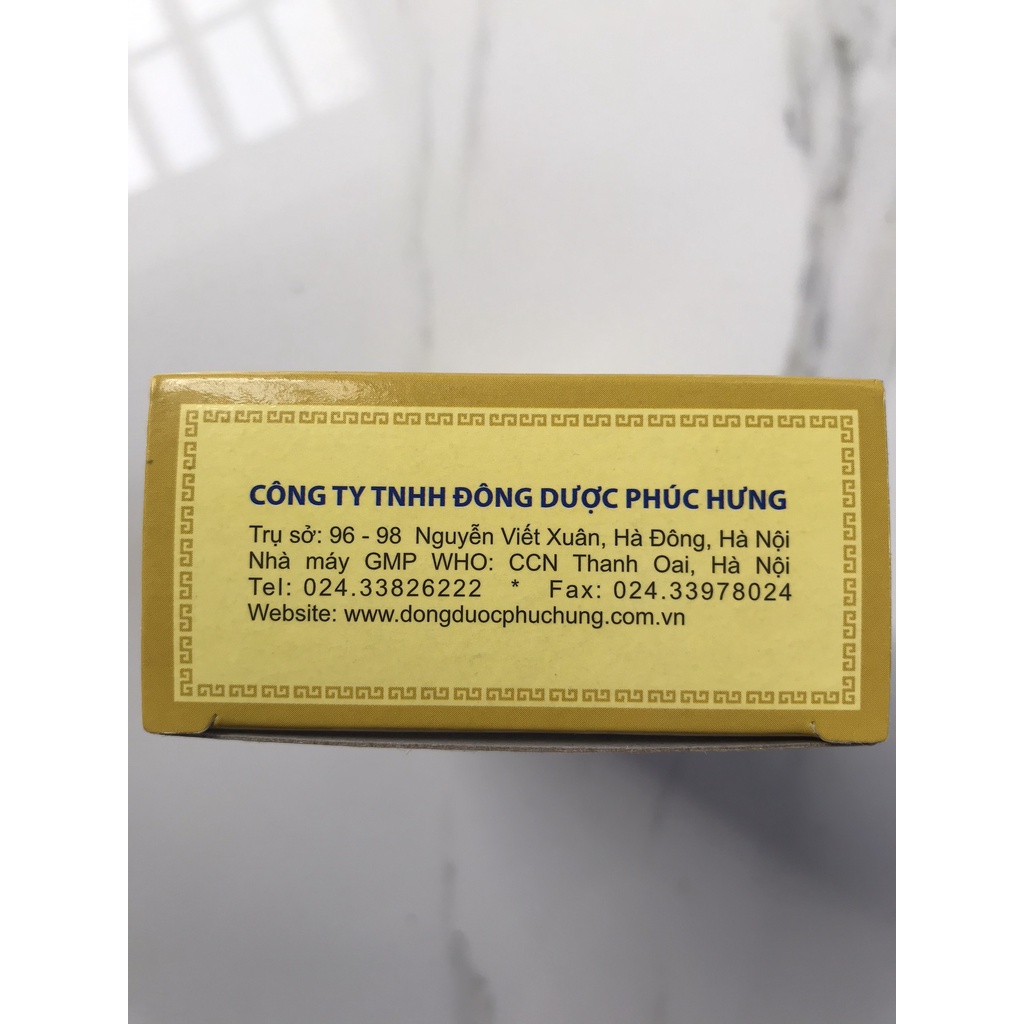 CÔNG TY TNHH ĐÔNG DƯỢC PHÚC HƯNG
Trụ sở: 96 - 98 Nguyễn Viết Xuân, Hà Đông, Hà Nội
Nhà máy GMP WHO: CCN Thanh Oai, Hà Nội
Tel: 024.33826222 * Fax: 024.33978024
Website: www.dongduocphuchung.com.vn